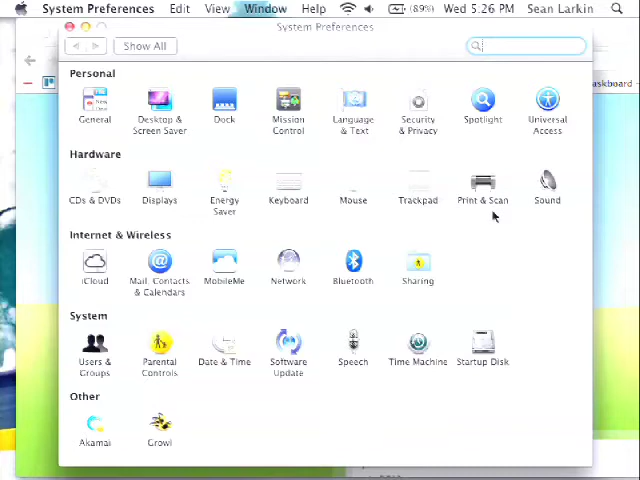 System Preferences Edit View Window Help (89%) Wed 5:26 PM Sean Larkin
System Preferences
Show All
Personal
General
Desktop &
Screen Saver
Dock
Mission
Control
Language
& Text
Security
& Privacy
Spotlight
Universal
Access
Hardware
CDs & DVDs
Displays
Energy
Saver
Keyboard
Mouse
Trackpad
Print & Scan
Sound
Internet & Wireless
iCloud
Mail, Contacts
& Calendars
MobileMe
Network
Bluetooth
Sharing
System
Users &
Groups
Parental
Controls
Date & Time
Software
Update
Speech
Time Machine
Startup Disk
Other
Akamai
Growl